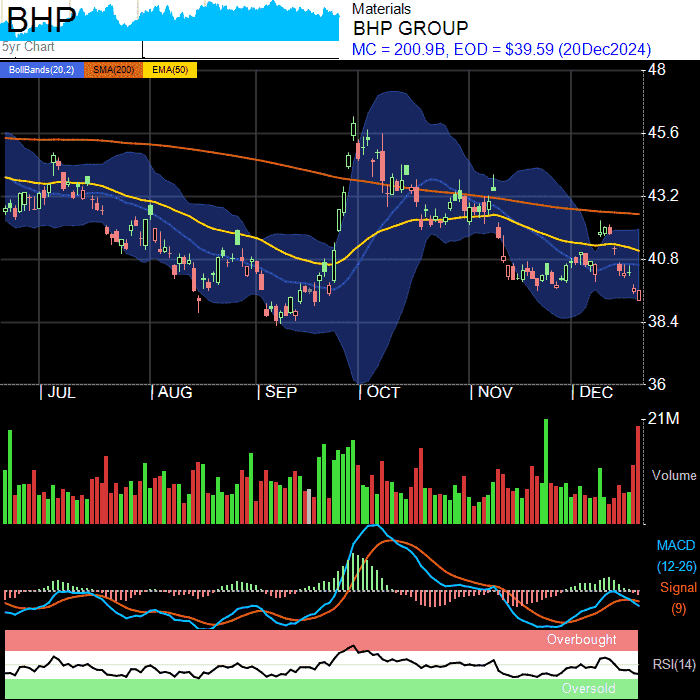 BHP
5yr Chart
Materials
BHP GROUP
MC = 200.9B, EOD = $39.59 (20Dec2024)
BollBands(20,2) SMA(200) EMA(50)
48
45.6
43.2
40.8
38.4
36
JUL AUG SEP OCT NOV DEC
21M
Volume
MACD
(12-26)
Signal
(9)
Overbought
RSI(14)
Oversold